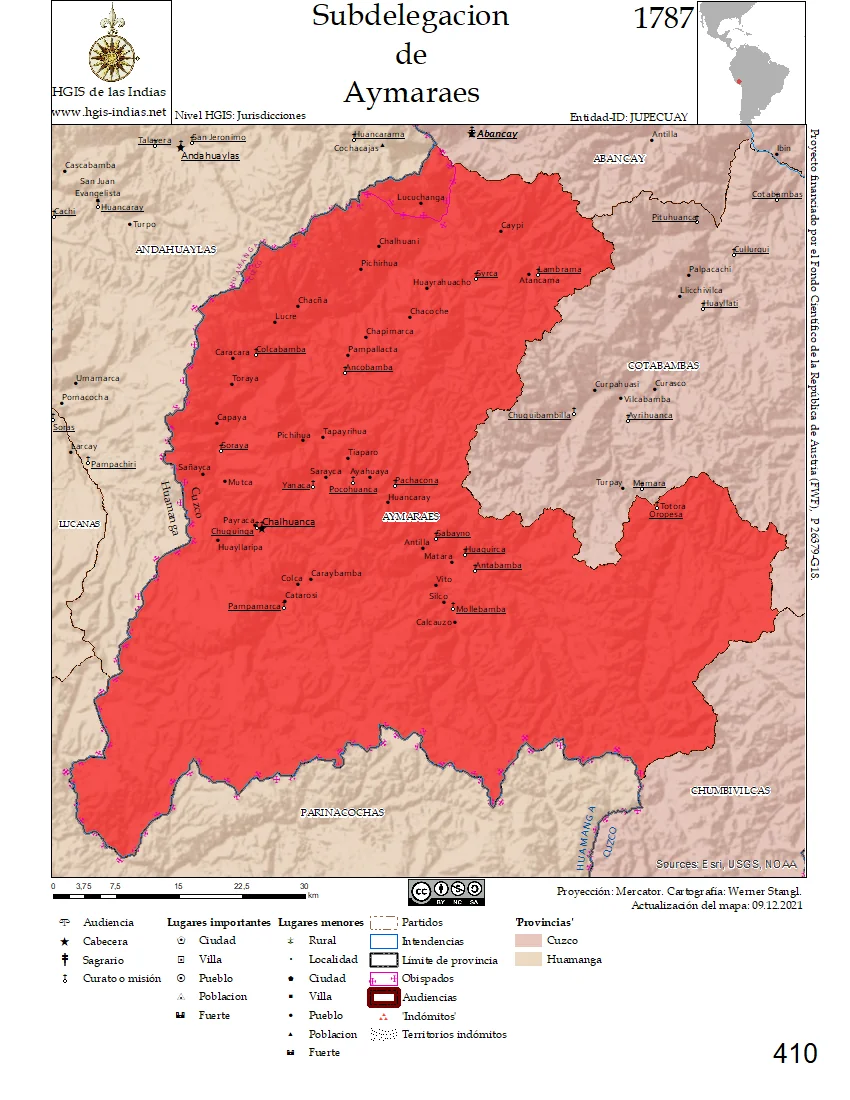 Subdelegacion
de
Aymaraes
1787
HGIS de las Indias
www.hgis-indias.net
Nivel HGIS: Jurisdicciones
Entidad-ID: JUPECUAY
Talavera
San Jeronimo
Andahuaylas
Huancarama
Cochacajas
Abancay
Antilla
ABANCAY
Ibin
Cascabamba
San Juan
Evangelista
Huancaray
Cachi
Turpo
ANDAHUAYLAS
Lucuchanga
Cotabambas
Pituhuanca
Caypi
Chalhuani
Cullurqui
Pichirhua
Huayrahuacho
Syrca
Lambrama
Atancama
Palpacachi
Llicchivilca
Huayllati
Chacña
Lucre
Chacoche
Chapimarca
Caracara
Colcabamba
Pampallacta
Ancobamba
Toraya
COTABAMBAS
Umamarca
Pomacocha
Curpahuasi
Curasco
Vilcabamba
Chuquibambilla
Ayrihuanca
Soras
Capaya
Pichihua
Tapayrihua
Larcay
Pampachiri
Soraya
Tiaparo
Sañayca
Sarayca
Ayahuaya
Mutca
Yanaca
Pocohuanca
Pachacona
Huancaray
Turpay
Mamara
Totora
Oropesa
Huamanga
Cuzco
LUCANAS
Payraca
Chalhuanca
Chuquinga
Huayllaripa
AYMARAES
Sabayno
Antilla
Huaquirca
Matara
Antabamba
Colca
Caraybamba
Vito
Catarosi
Pampamarca
Silco
Mollebamba
Calcauzo
PARINACOCHAS
CHUMBIVILCAS
HUAMANGA
CUZCO
Sources: Esri, USGS, NOAA
Proyecto financiado por el Fondo Científico de la República de Austria (FWF), P 26379-G18.
0 3,75 7,5 15 22,5 30
km
CC BY NC SA
Proyección: Mercator. Cartografía: Werner Stangl.
Actualización del mapa: 09.12.2021
Audiencia
Cabecera
Sagrario
Curato o misión
Lugares importantes
Ciudad
Villa
Pueblo
Poblacion
Fuerte
Lugares menores
Rural
Localidad
Ciudad
Villa
Pueblo
Poblacion
Fuerte
Partidos
Intendencias
Límite de provincia
Obispados
Audiencias
'Indómitos'
Territorios indómitos
'Provincias'
Cuzco
Huamanga
410